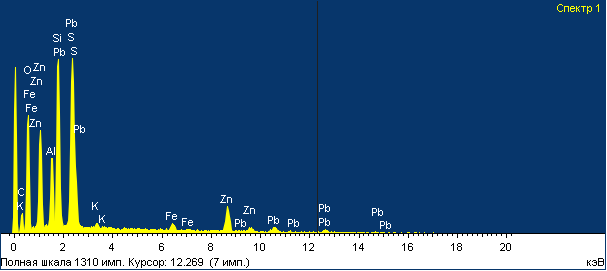 Спектр 1
Pb
Si S
Pb S
O Zn
Zn
Fe
Fe
Zn Pb
Al
C
K
K
K
Fe
Fe
Zn
Pb
Zn
Pb
Pb
Pb
Pb
Pb
Pb
0 2 4 6 8 10 12 14 16 18 20
Полная шкала 1310 имп. Курсор: 12.269 (7 имп.) кэВ